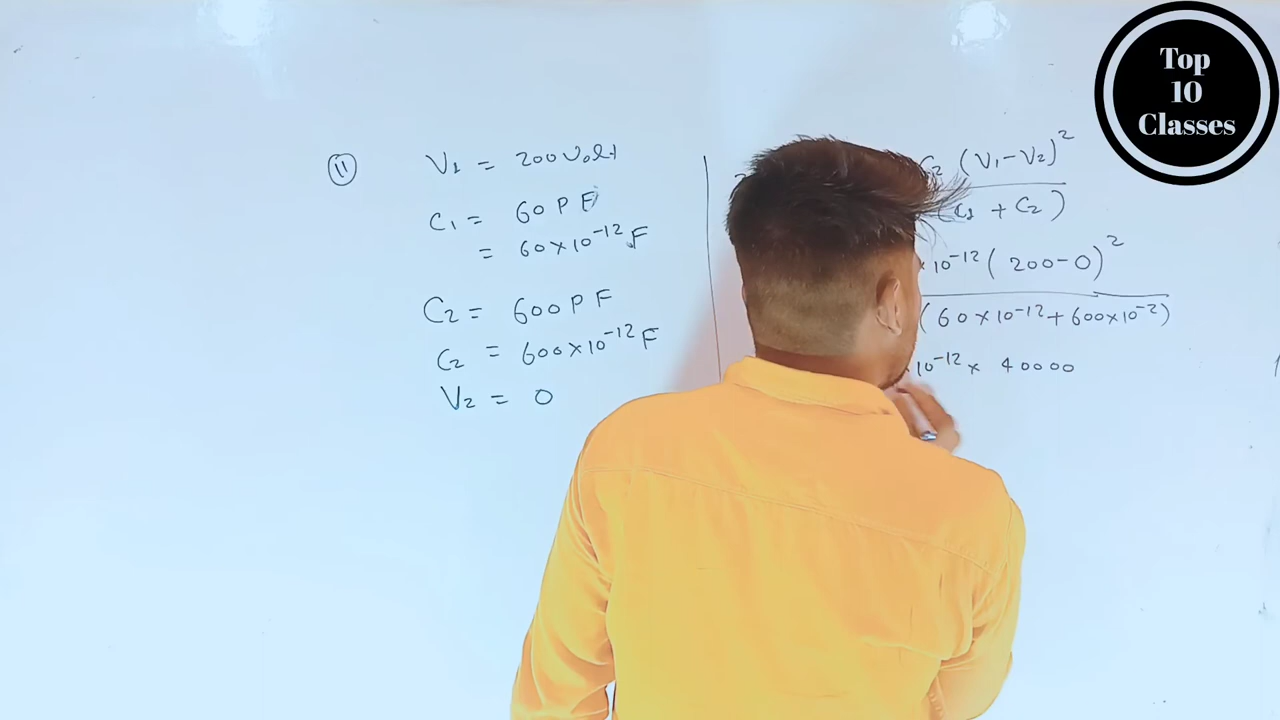 Top
10
Classes
(11) V₁ = 200 Volt
C₁ = 60 PF
= 60×10⁻¹² F
C₂ = 600 PF
C₂ = 600×10⁻¹² F
V₂ = 0
C₂ (V₁-V₂)²
(C₁ + C₂)
×10⁻¹² (200-0)²
(60×10⁻¹²+600×10⁻²)
×10⁻¹² × 40000